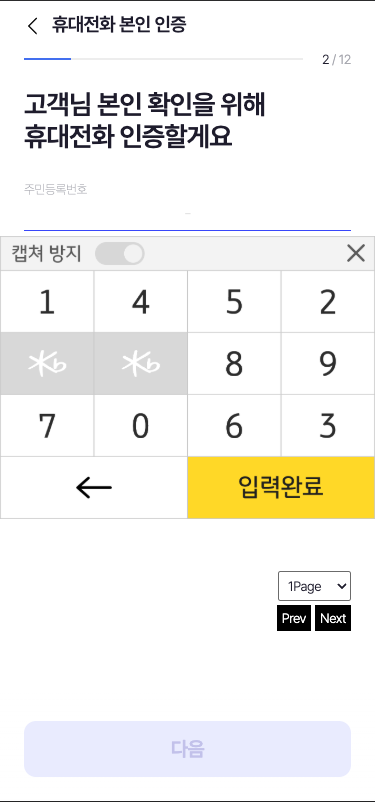 휴대전화 본인 인증
2 / 12
고객님 본인 확인을 위해
휴대전화 인증할게요
주민등록번호
-
캡쳐 방지
1 4 5 2
8 9
7 0 6 3
입력완료
1Page
Prev Next
다음